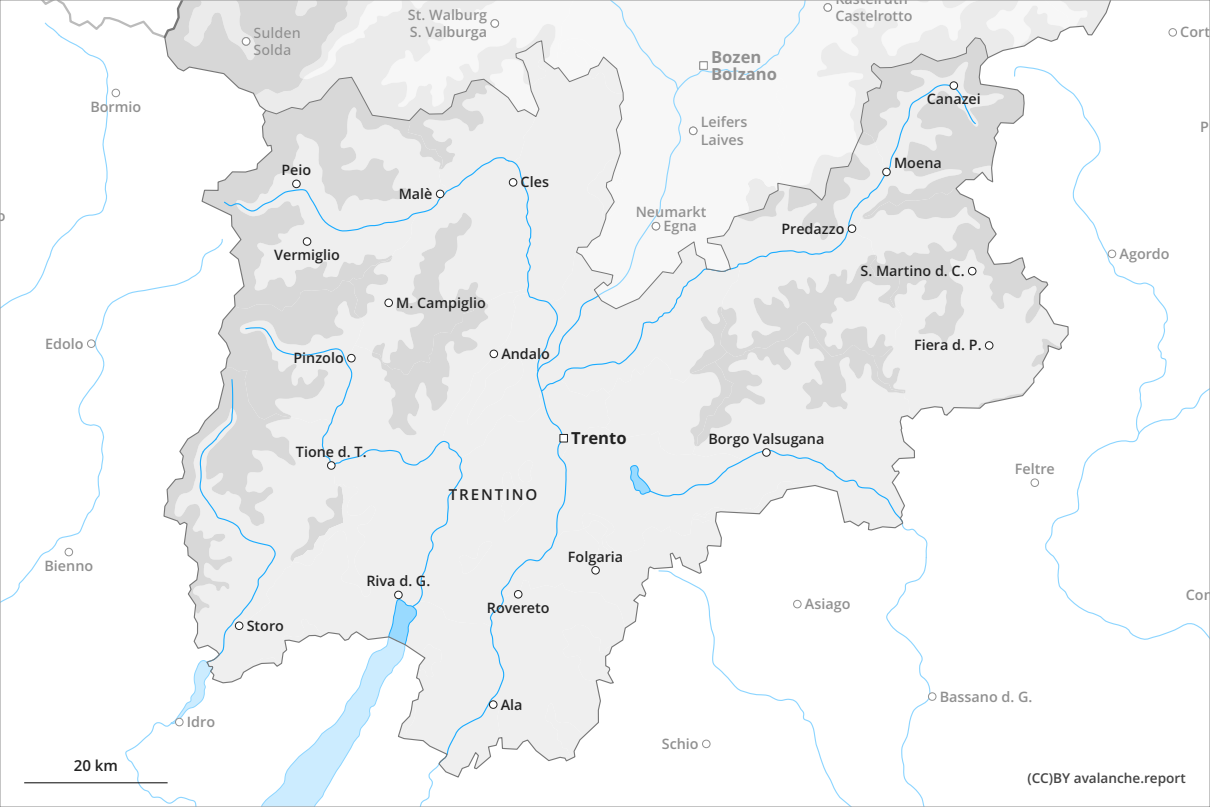 Kastelruth
Castelrotto
St. Walburg
S. Valburga
Sulden
Solda
Cort
Bozen
Bolzano
Bormio
Canazei
Leifers
Laives
P
Moena
Peio
Malè
Cles
Neumarkt
Egna
Predazzo
Vermiglio
Agordo
S. Martino d. C.
M. Campiglio
Edolo
Pinzolo
Andalo
Fiera d. P.
Trento
Borgo Valsugana
Tione d. T.
Feltre
TRENTINO
Bienno
Folgaria
Riva d. G.
Rovereto
Asiago
Cor
Storo
Bassano d. G.
Ala
Idro
Schio
20 km
(CC)BY avalanche.report